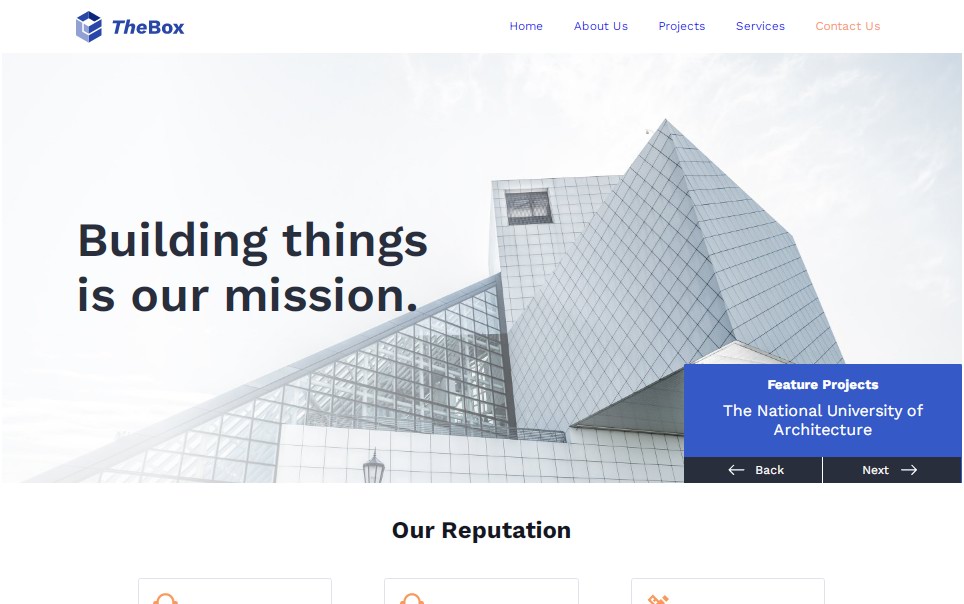 TheBox
Home
About Us
Projects
Services
Contact Us
Building things
is our mission.
Feature Projects
The National University of
Architecture
Back
Next
Our Reputation